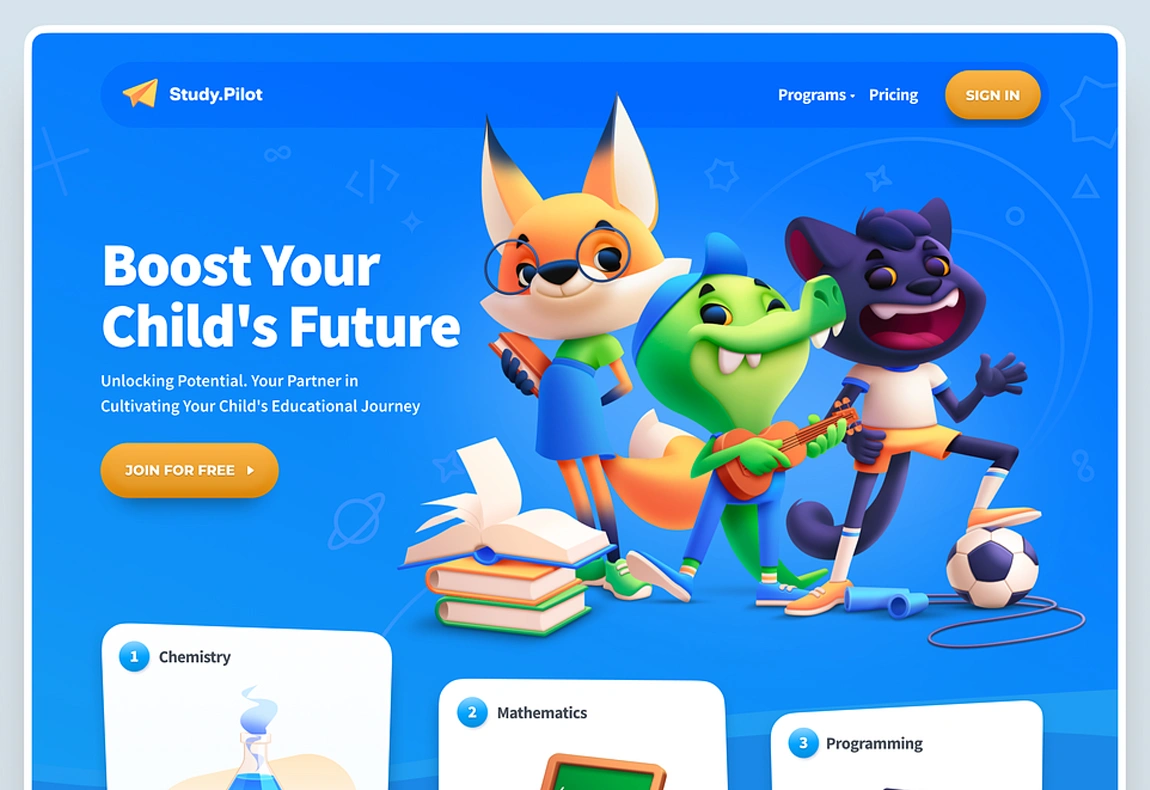 Study.Pilot
Programs
Pricing
SIGN IN
Boost Your
Child's Future
Unlocking Potential. Your Partner in
Cultivating Your Child's Educational Journey
JOIN FOR FREE
1 Chemistry
2 Mathematics
3 Programming